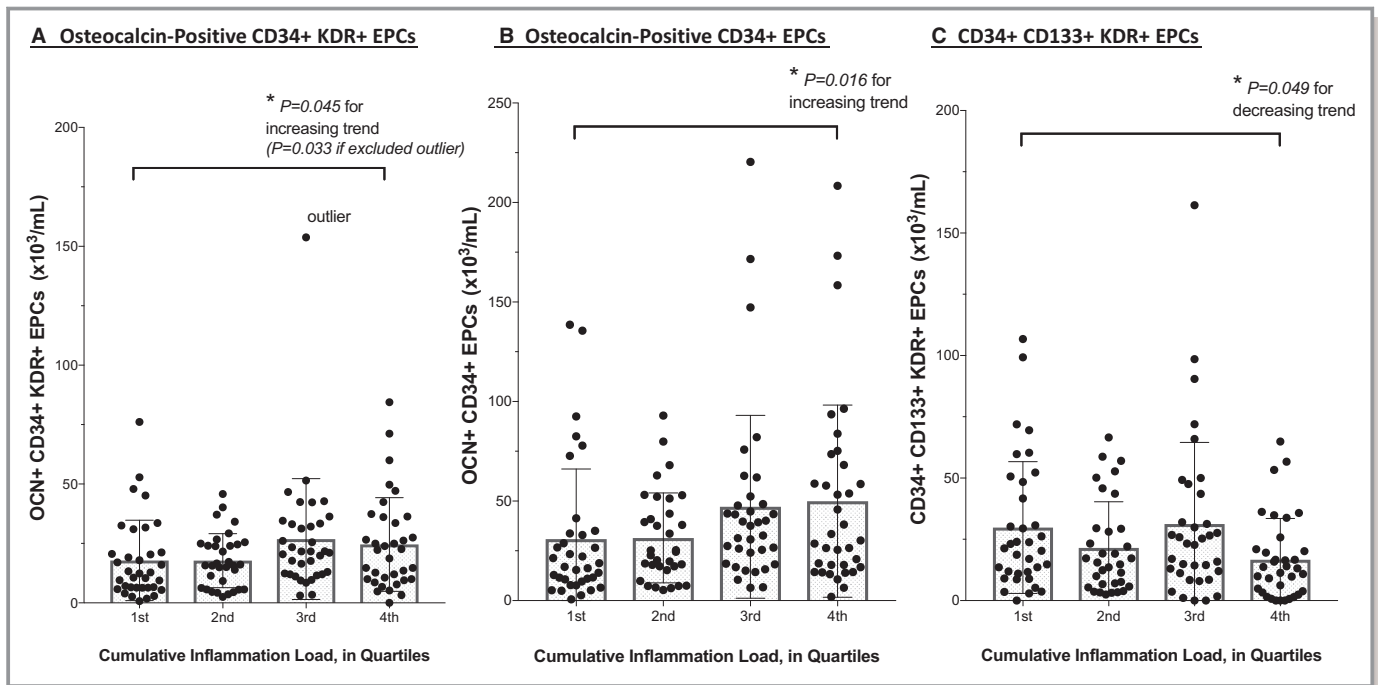 A Osteocalcin-Positive CD34+ KDR+ EPCs
* P=0.045 for
increasing trend
(P=0.033 if excluded outlier)
outlier
OCN+ CD34+ KDR+ EPCs (x10³/mL)
200
150
100
50
0
1st 2nd 3rd 4th
Cumulative Inflammation Load, in Quartiles
B Osteocalcin-Positive CD34+ EPCs
* P=0.016 for
increasing trend
OCN+ CD34+ EPCs (x10³/mL)
250
200
150
100
50
0
1st 2nd 3rd 4th
Cumulative Inflammation Load, in Quartiles
C CD34+ CD133+ KDR+ EPCs
* P=0.049 for
decreasing trend
CD34+ CD133+ KDR+ EPCs (x10³/mL)
200
150
100
50
0
1st 2nd 3rd 4th
Cumulative Inflammation Load, in Quartiles